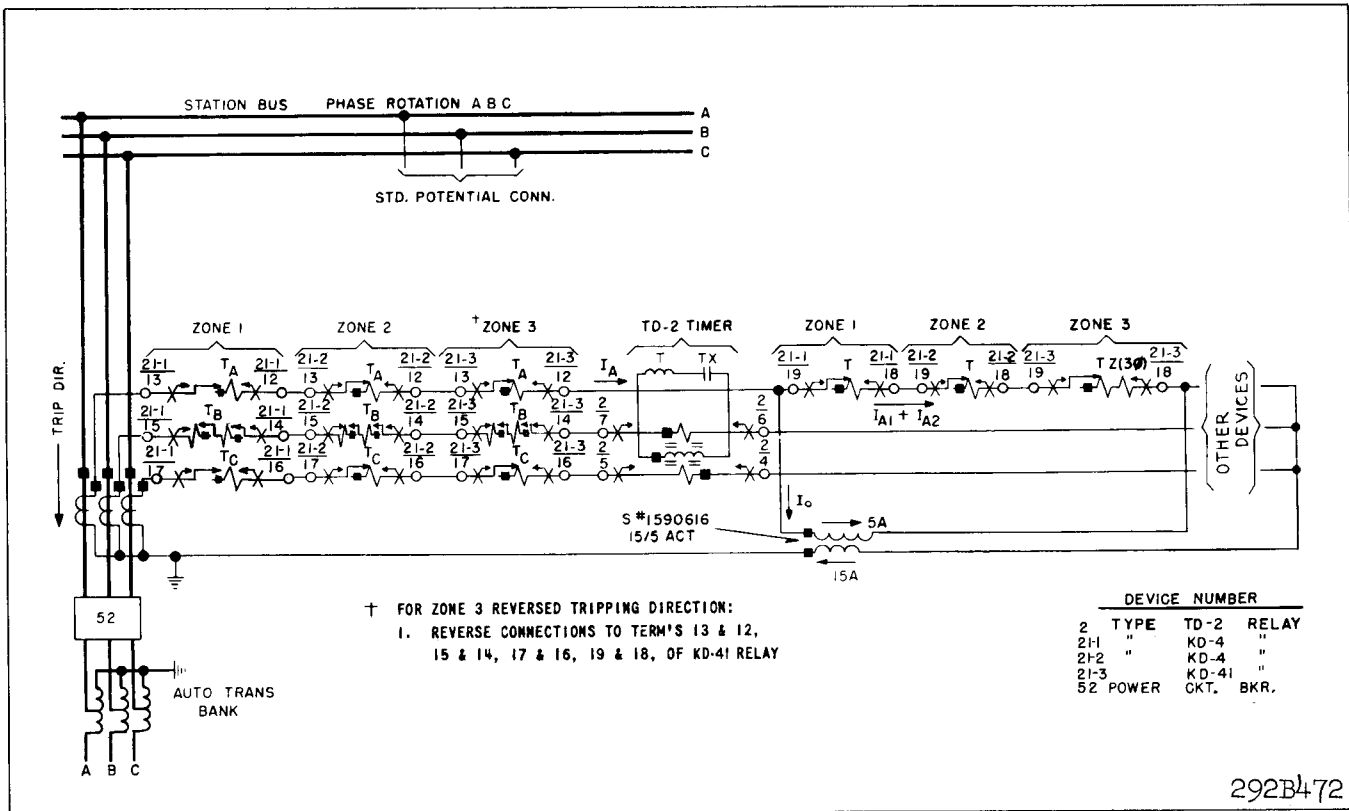 STATION BUS PHASE ROTATION A B C
A
B
C
STD. POTENTIAL CONN.
TRIP DIR.
ZONE 1
ZONE 2
† ZONE 3
TD-2 TIMER
ZONE 1
ZONE 2
ZONE 3
T TX
21-1 13
TA
21-1 12
21-2 13
TA
21-2 12
21-3 13
TA
21-3 12
IA
21-1 19
T
21-1 18
21-2 19
T
21-2 18
21-3 19
TZ(3Ø)
21-3 18
IA1 + IA2
21-1 15
TB
21-1 14
21-2 15
TB
21-2 14
21-3 15
TB
21-3 14
2 7
2 6
21-1 17
TC
21-1 16
21-2 17
TC
21-2 16
21-3 17
TC
21-3 16
2 5
2 4
OTHER DEVICES
Io
S#1590616
15/5 ACT
5A
15A
52
AUTO TRANS
BANK
A B C
† FOR ZONE 3 REVERSED TRIPPING DIRECTION:
1. REVERSE CONNECTIONS TO TERM'S 13 & 12,
15 & 14, 17 & 16, 19 & 18, OF KD-41 RELAY
DEVICE NUMBER
2 TYPE TD-2 RELAY
21-1 " KD-4 "
21-2 " KD-4 "
21-3 KD-41 "
52 POWER CKT. BKR.
292B472